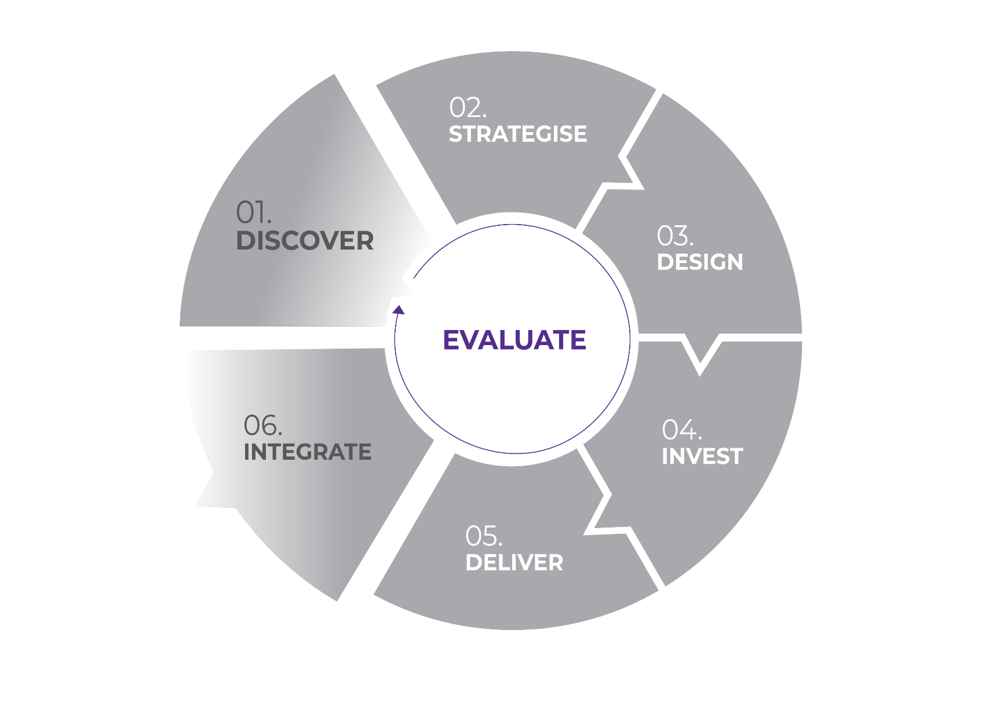 01.
DISCOVER
02.
STRATEGISE
03.
DESIGN
04.
INVEST
05.
DELIVER
06.
INTEGRATE
EVALUATE